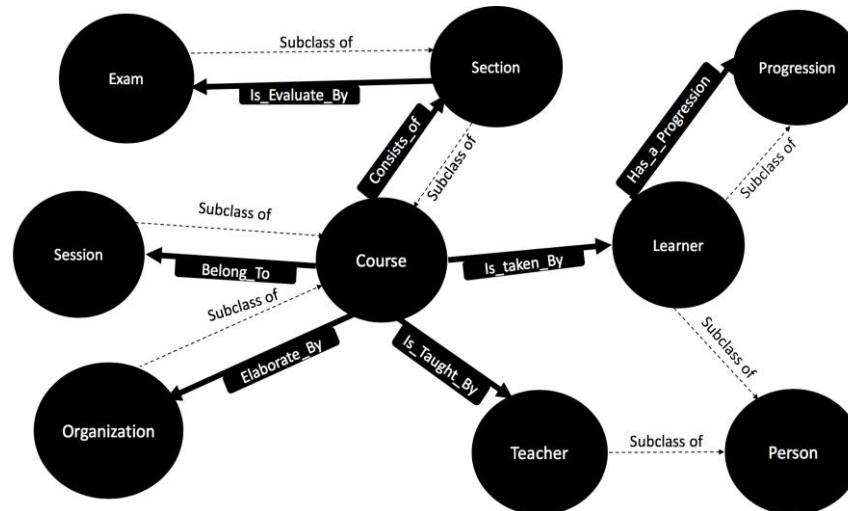 Subclass of
Exam
Section
Progression
Is_Evaluate_By
Consists_of
Subclass of
Has_a_Progression
Subclass of
Subclass of
Session
Course
Learner
Belong_To
Is_taken_By
Subclass of
Elaborate_By
Is_Taught_By
Subclass of
Organization
Teacher
Subclass of
Person